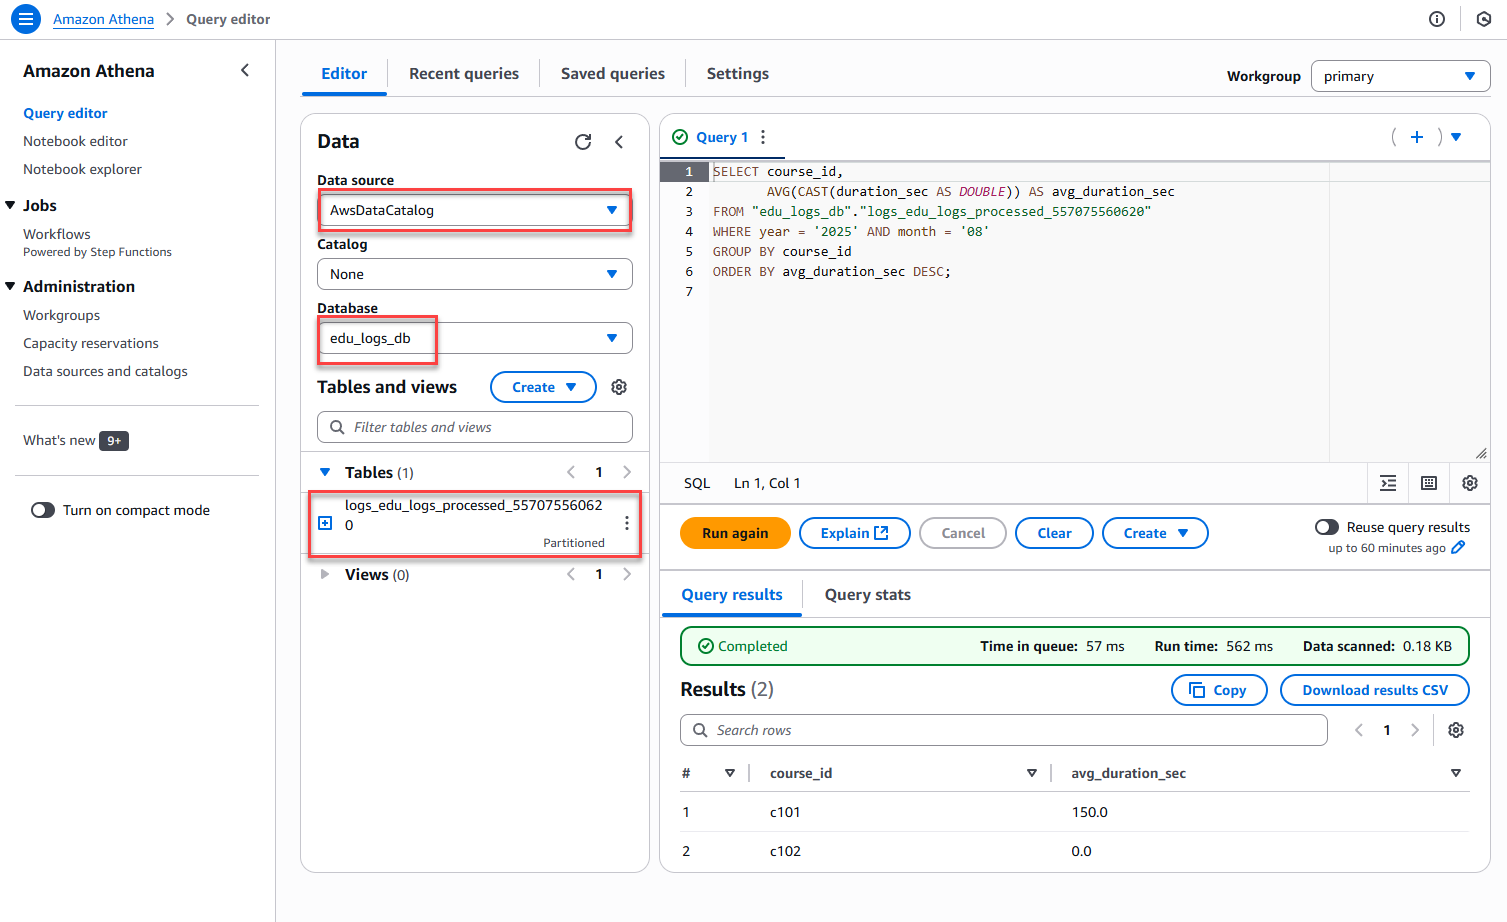 Amazon Athena > Query editor
Amazon Athena
Query editor
Notebook editor
Notebook explorer
Jobs
Workflows
Powered by Step Functions
Administration
Workgroups
Capacity reservations
Data sources and catalogs
What's new 9+
Turn on compact mode
Editor Recent queries Saved queries Settings
Workgroup primary
Data
Data source
AwsDataCatalog
Catalog
None
Database
edu_logs_db
Tables and views Create
Filter tables and views
Tables (1) 1
logs_edu_logs_processed_55707556062
0
Partitioned
Views (0) 1
Query 1
1 SELECT course_id,
2 AVG(CAST(duration_sec AS DOUBLE)) AS avg_duration_sec
3 FROM "edu_logs_db"."logs_edu_logs_processed_557075560620"
4 WHERE year = '2025' AND month = '08'
5 GROUP BY course_id
6 ORDER BY avg_duration_sec DESC;
7
SQL Ln 1, Col 1
Run again Explain Cancel Clear Create
Reuse query results
up to 60 minutes ago
Query results Query stats
Completed Time in queue: 57 ms Run time: 562 ms Data scanned: 0.18 KB
Results (2) Copy Download results CSV
Search rows 1
# course_id avg_duration_sec
1 c101 150.0
2 c102 0.0